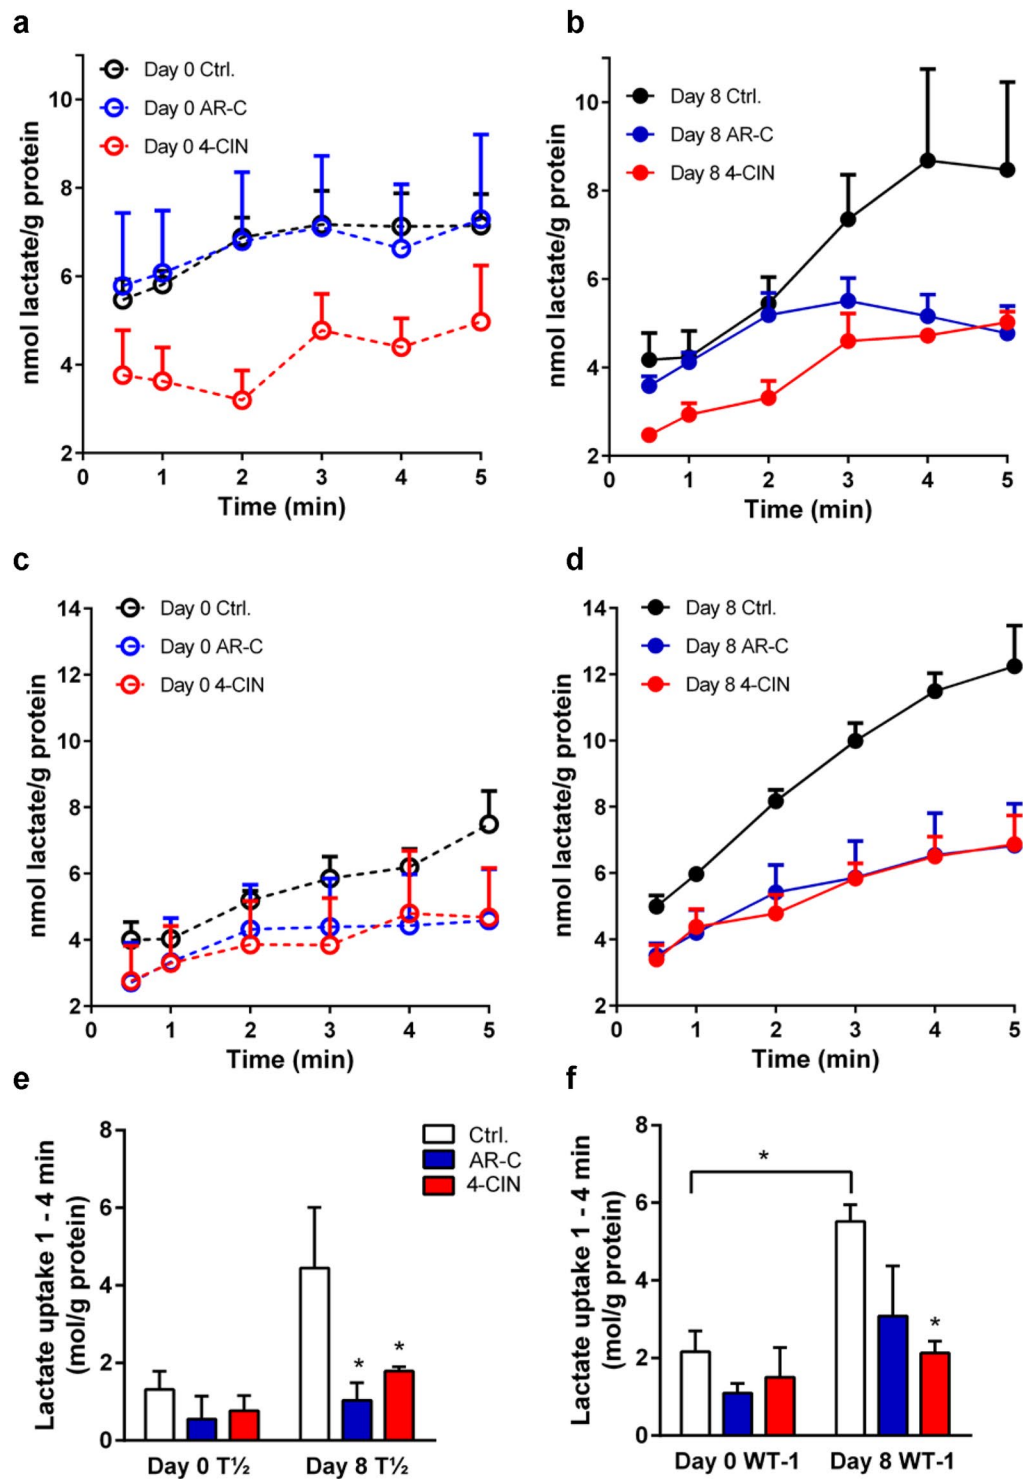 a
Day 0 Ctrl.
Day 0 AR-C
Day 0 4-CIN
nmol lactate/g protein
10
8
6
4
2
0 1 2 3 4 5
Time (min)
b
Day 8 Ctrl.
Day 8 AR-C
Day 8 4-CIN
nmol lactate/g protein
10
8
6
4
2
0 1 2 3 4 5
Time (min)
c
Day 0 Ctrl.
Day 0 AR-C
Day 0 4-CIN
nmol lactate/g protein
14
12
10
8
6
4
2
0 1 2 3 4 5
Time (min)
d
Day 8 Ctrl.
Day 8 AR-C
Day 8 4-CIN
nmol lactate/g protein
14
12
10
8
6
4
2
0 1 2 3 4 5
Time (min)
e
Lactate uptake 1 - 4 min
(mol/g protein)
8
6
4
2
0
Ctrl.
AR-C
4-CIN
* *
Day 0 T½ Day 8 T½
f
Lactate uptake 1 - 4 min
(mol/g protein)
8
6
4
2
0
*
*
Day 0 WT-1 Day 8 WT-1